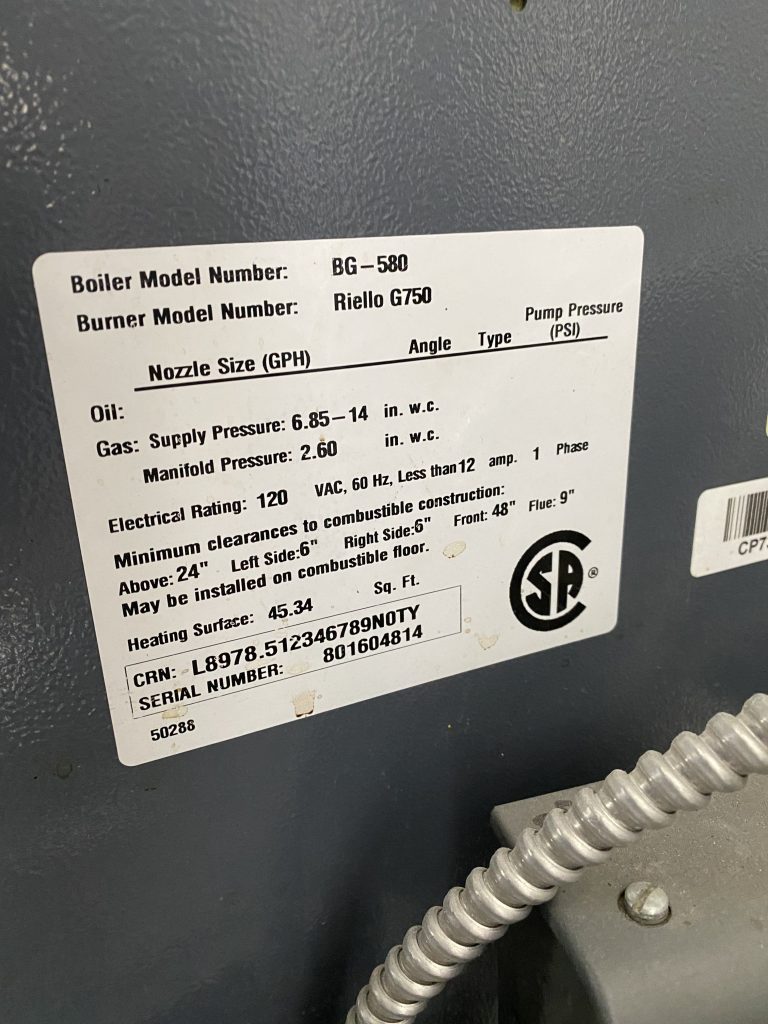 Boiler Model Number: BG-580
Burner Model Number: Riello G750
Nozzle Size (GPH) Angle Type Pump Pressure (PSI)
Oil:
Gas: Supply Pressure: 6.85-14 in. w.c.
Manifold Pressure: 2.60 in. w.c.
Electrical Rating: 120 VAC, 60 Hz, Less than 12 amp. 1 Phase
Minimum clearances to combustible construction:
Above: 24" Left Side: 6" Right Side: 6" Front: 48" Flue: 9"
May be installed on combustible floor.
Heating Surface: 45.34 Sq. Ft.
CRN: L8978.512346789N0TY
SERIAL NUMBER: 801604814
50288
CSA ®